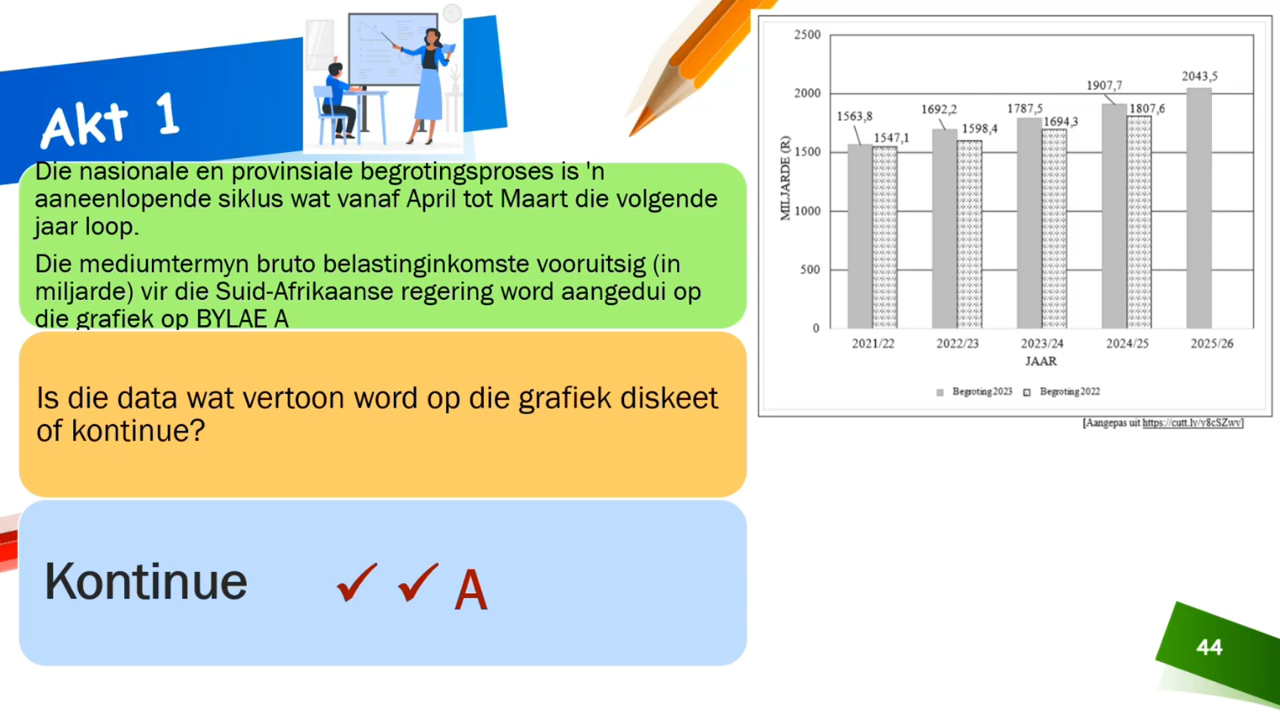 Akt 1
Die nasionale en provinsiale begrotingsproses is 'n
aaneenlopende siklus wat vanaf April tot Maart die volgende
jaar loop.
Die mediumtermyn bruto belastinginkomste vooruitsig (in
miljarde) vir die Suid-Afrikaanse regering word aangedui op
die grafiek op BYLAE A
Is die data wat vertoon word op die grafiek diskeet
of kontinue?
Kontinue ✓ ✓ A
2500
2000
1500
1000
500
0
MILJARDE (R)
1563,8
1547,1
1692,2
1598,4
1787,5
1694,3
1907,7
1807,6
2043,5
2021/22 2022/23 2023/24 2024/25 2025/26
JAAR
Begroting 2023 Begroting 2022
[Aangepas uit https://cutt.ly/y8cSZwv]
44